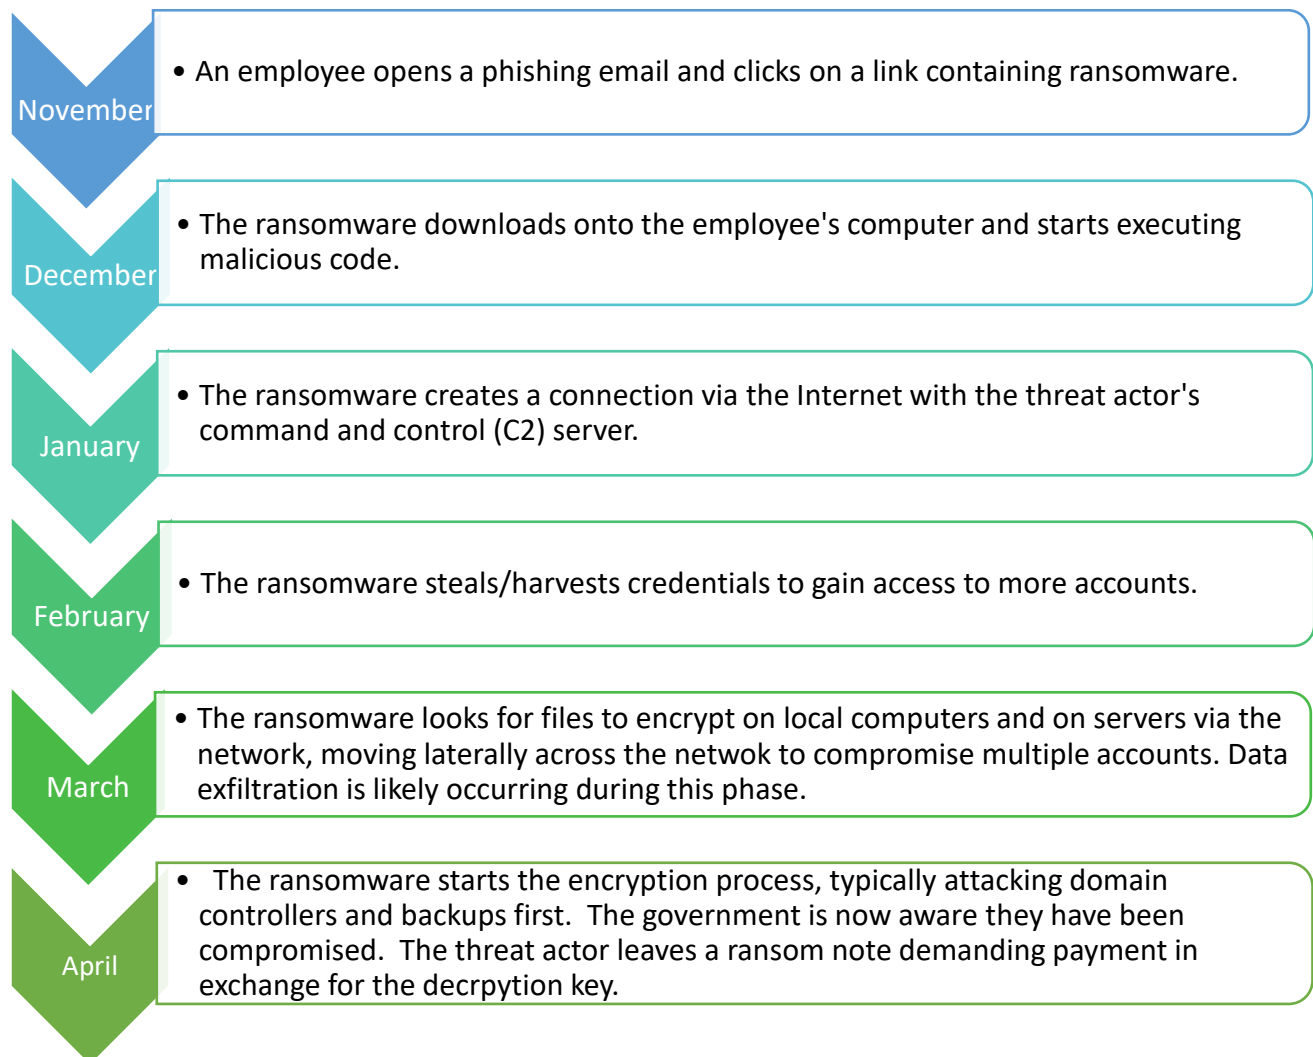 November
• An employee opens a phishing email and clicks on a link containing ransomware.
December
• The ransomware downloads onto the employee's computer and starts executing
malicious code.
January
• The ransomware creates a connection via the Internet with the threat actor's
command and control (C2) server.
February
• The ransomware steals/harvests credentials to gain access to more accounts.
March
• The ransomware looks for files to encrypt on local computers and on servers via the
network, moving laterally across the netwok to compromise multiple accounts. Data
exfiltration is likely occurring during this phase.
April
• The ransomware starts the encryption process, typically attacking domain
controllers and backups first. The government is now aware they have been
compromised. The threat actor leaves a ransom note demanding payment in
exchange for the decrpytion key.